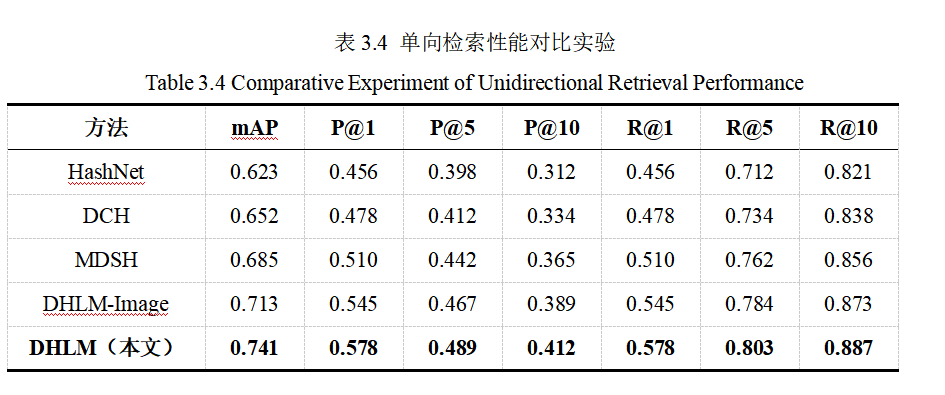 表 3.4 单向检索性能对比实验
Table 3.4 Comparative Experiment of Unidirectional Retrieval Performance
方法 mAP P@1 P@5 P@10 R@1 R@5 R@10
HashNet 0.623 0.456 0.398 0.312 0.456 0.712 0.821
DCH 0.652 0.478 0.412 0.334 0.478 0.734 0.838
MDSH 0.685 0.510 0.442 0.365 0.510 0.762 0.856
DHLM-Image 0.713 0.545 0.467 0.389 0.545 0.784 0.873
DHLM（本文） 0.741 0.578 0.489 0.412 0.578 0.803 0.887